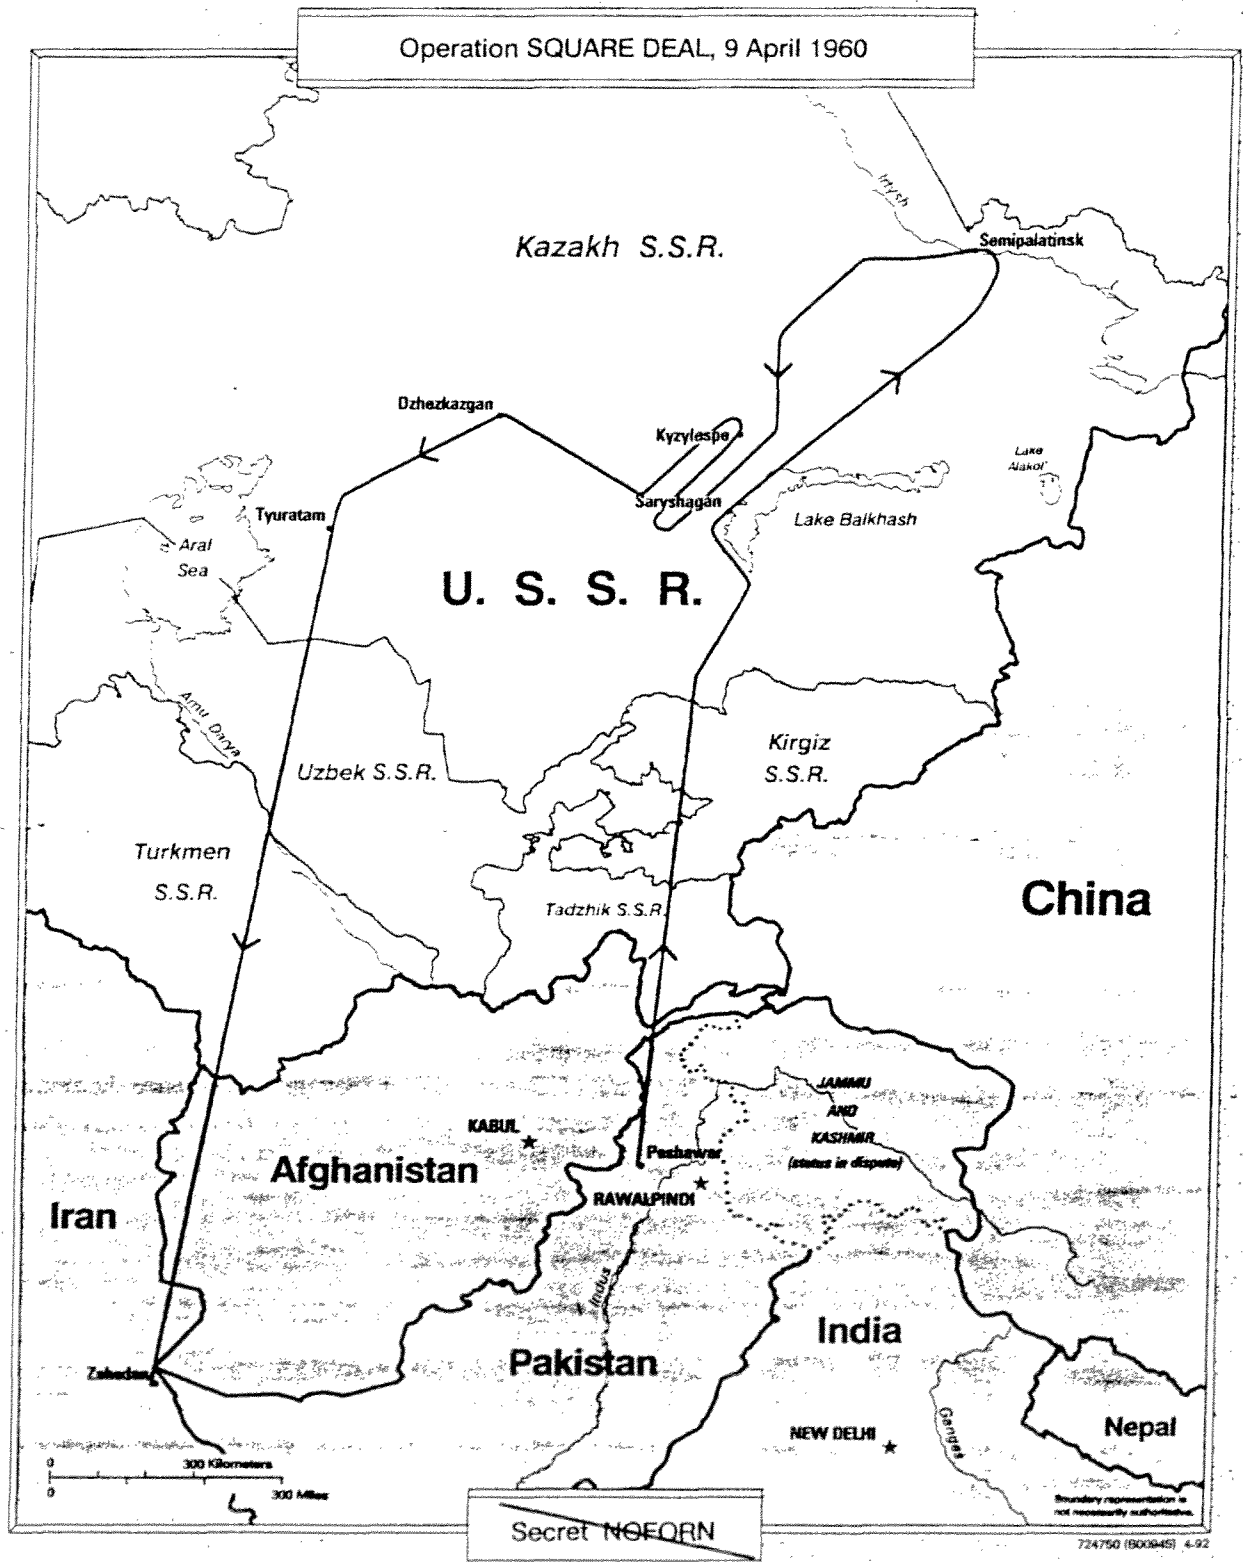 Operation SQUARE DEAL, 9 April 1960
Irtysh
Semipalatinsk
Kazakh S.S.R.
Dzhezkazgan
Kyzylespe
Lake
Alakol'
Saryshagan
Tyuratam
Lake Balkhash
Aral
Sea
U. S. S. R.
Amu Darya
Kirgiz
S.S.R.
Uzbek S.S.R.
Turkmen
S.S.R.
China
Tadzhik S.S.R.
JAMMU
AND
KASHMIR
(status in dispute)
KABUL
Peshawar
Afghanistan
RAWALPINDI
Iran
Indus
India
Pakistan
Zahedan
Ganges
Nepal
NEW DELHI
0 300 Kilometers
0 300 Miles
Boundary representation is
not necessarily authoritative.
Secret NOFORN
724750 (B00945) 4-92